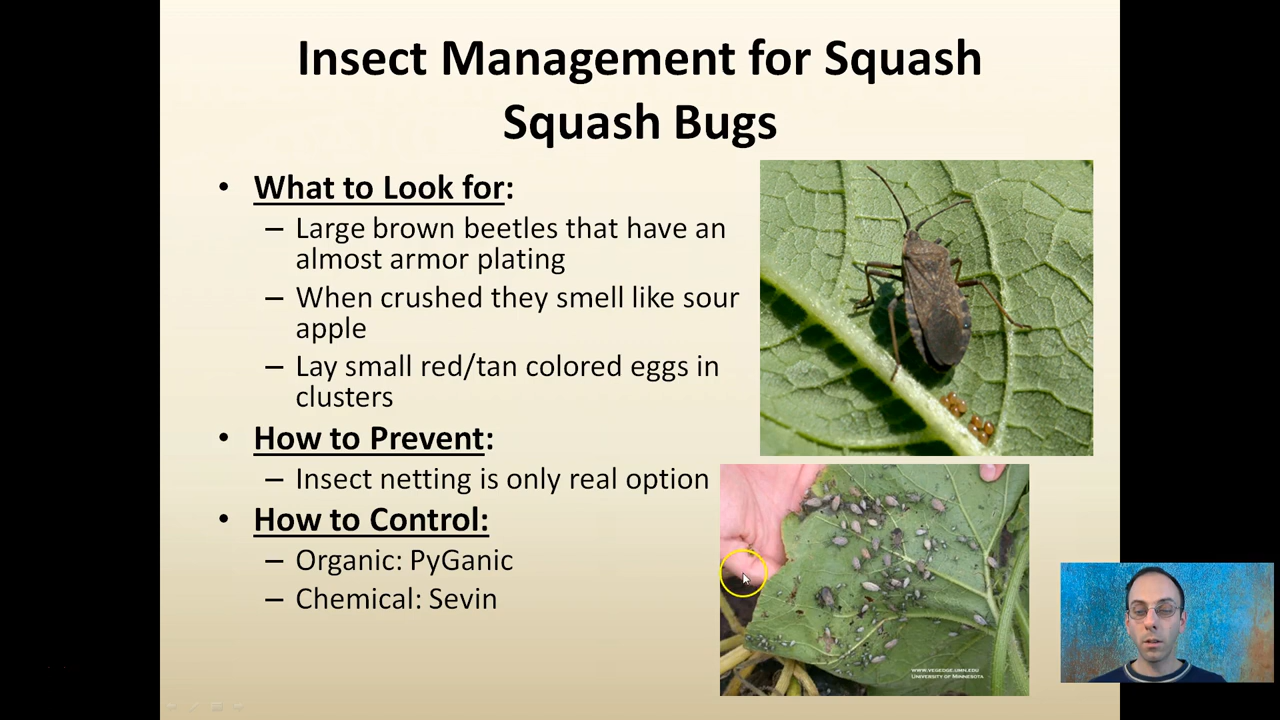 Insect Management for Squash
Squash Bugs
• What to Look for:
– Large brown beetles that have an
almost armor plating
– When crushed they smell like sour
apple
– Lay small red/tan colored eggs in
clusters
• How to Prevent:
– Insect netting is only real option
• How to Control:
– Organic: PyGanic
– Chemical: Sevin
WWW.VEGEDGE.UMN.EDU
UNIVERSITY OF MINNESOTA